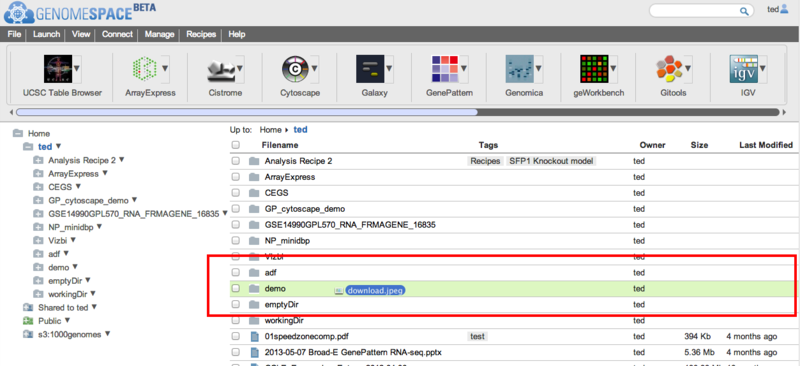 GENOMESPACE BETA
ted
File Launch View Connect Manage Recipes Help
UCSC Table Browser ArrayExpress Cistrome Cytoscape Galaxy GenePattern Genomica geWorkbench Gitools IGV
igv
Home
ted
Analysis Recipe 2
ArrayExpress
CEGS
GP_cytoscape_demo
GSE14990GPL570_RNA_FRMAGENE_16835
NP_minidbp
Vizbi
adf
demo
emptyDir
workingDir
Shared to ted
Public
s3:1000genomes
Up to: Home ted
Filename Tags Owner Size Last Modified
Analysis Recipe 2 Recipes SFP1 Knockout model ted
ArrayExpress ted
CEGS ted
GP_cytoscape_demo ted
GSE14990GPL570_RNA_FRMAGENE_16835 ted
NP_minidbp ted
Vizbi ted
adf ted
demo download.jpeg ted
emptyDir ted
workingDir ted
01speedzonecomp.pdf test ted 394 Kb 4 months ago
2013-05-07 Broad-E GenePattern RNA-seq.pptx ted 5.36 Mb 4 months ago